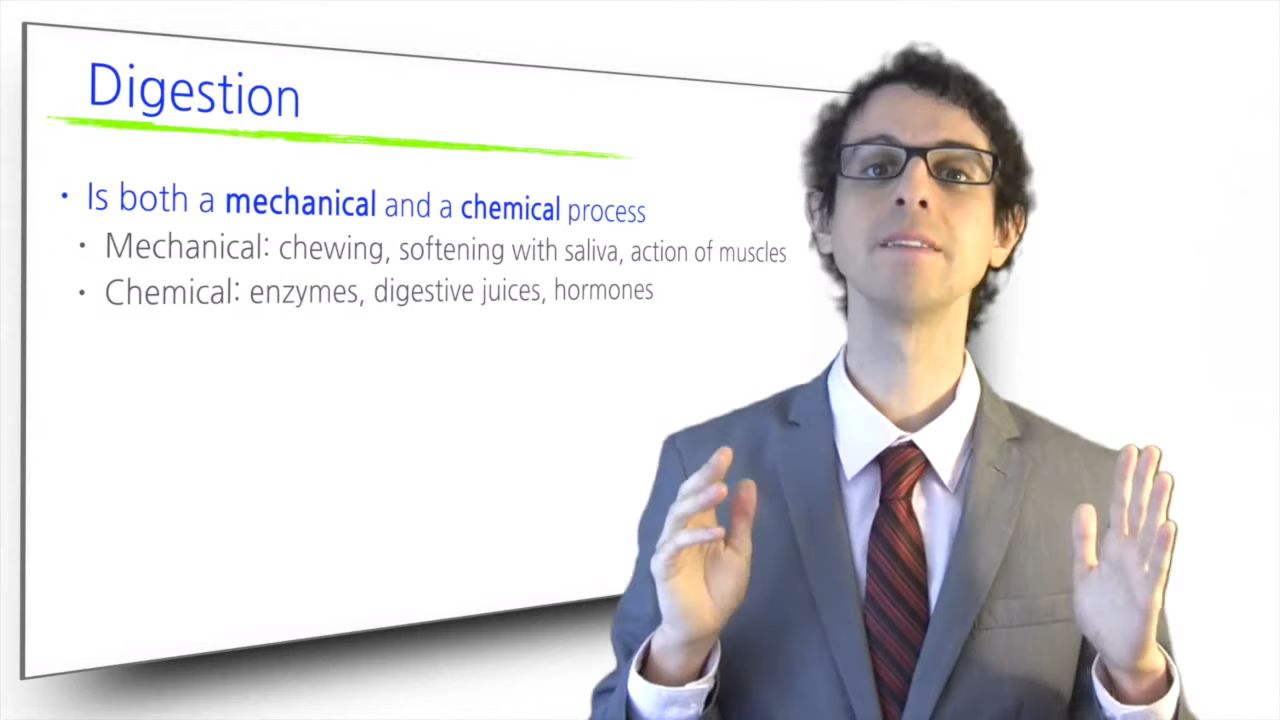 Digestion
• Is both a mechanical and a chemical process
• Mechanical: chewing, softening with saliva, action of muscles
• Chemical: enzymes, digestive juices, hormones